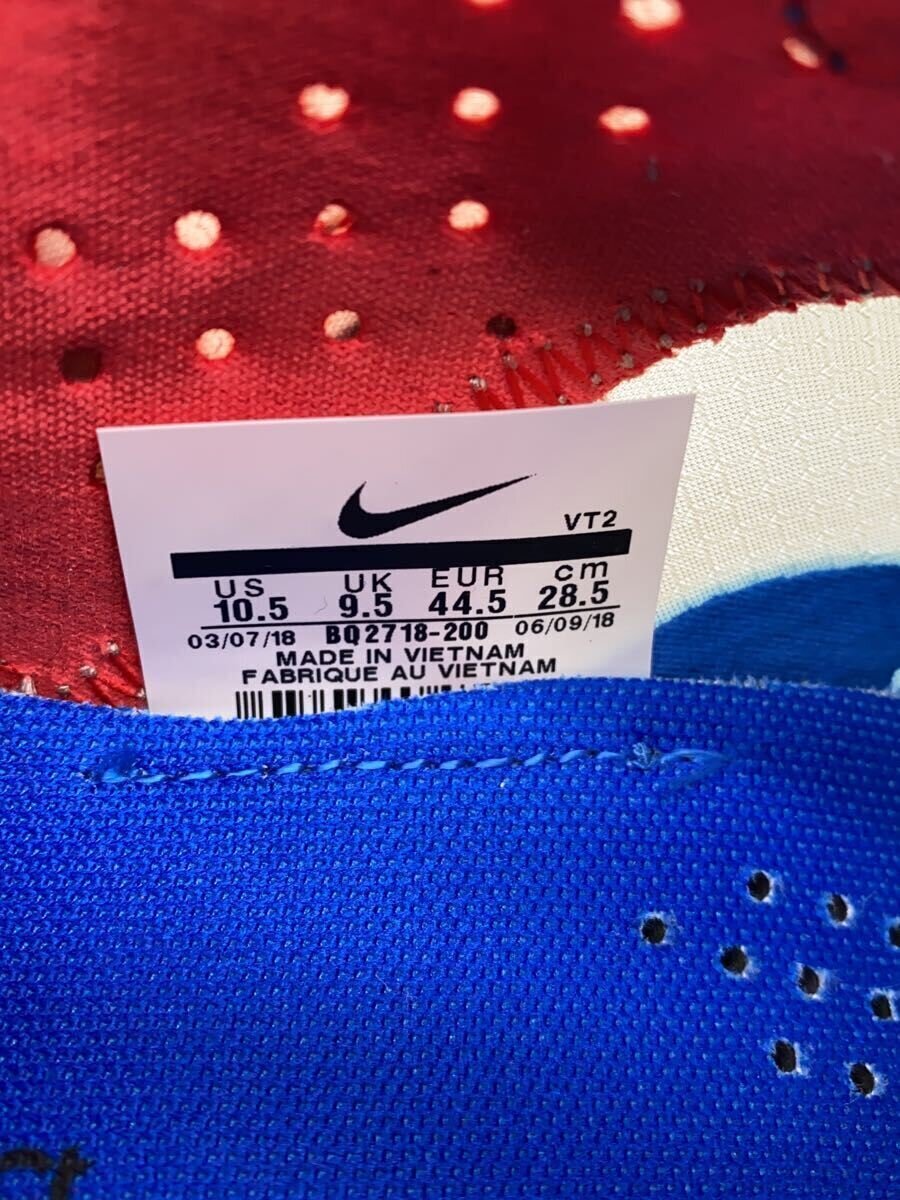 VT2
US UK EUR cm
10.5 9.5 44.5 28.5
03/07/18 BQ2718-200 06/09/18
MADE IN VIETNAM
FABRIQUE AU VIETNAM